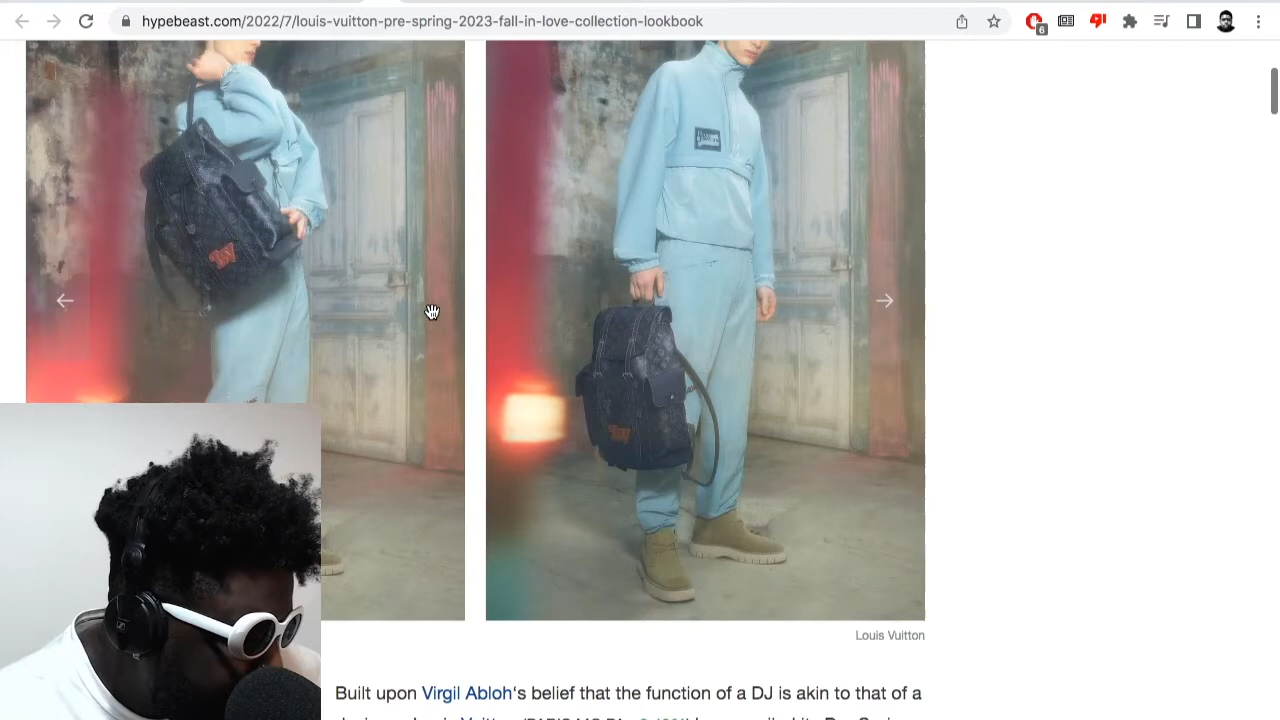 hypebeast.com/2022/7/louis-vuitton-pre-spring-2023-fall-in-love-collection-lookbook
6
Louis Vuitton
Built upon Virgil Abloh's belief that the function of a DJ is akin to that of a